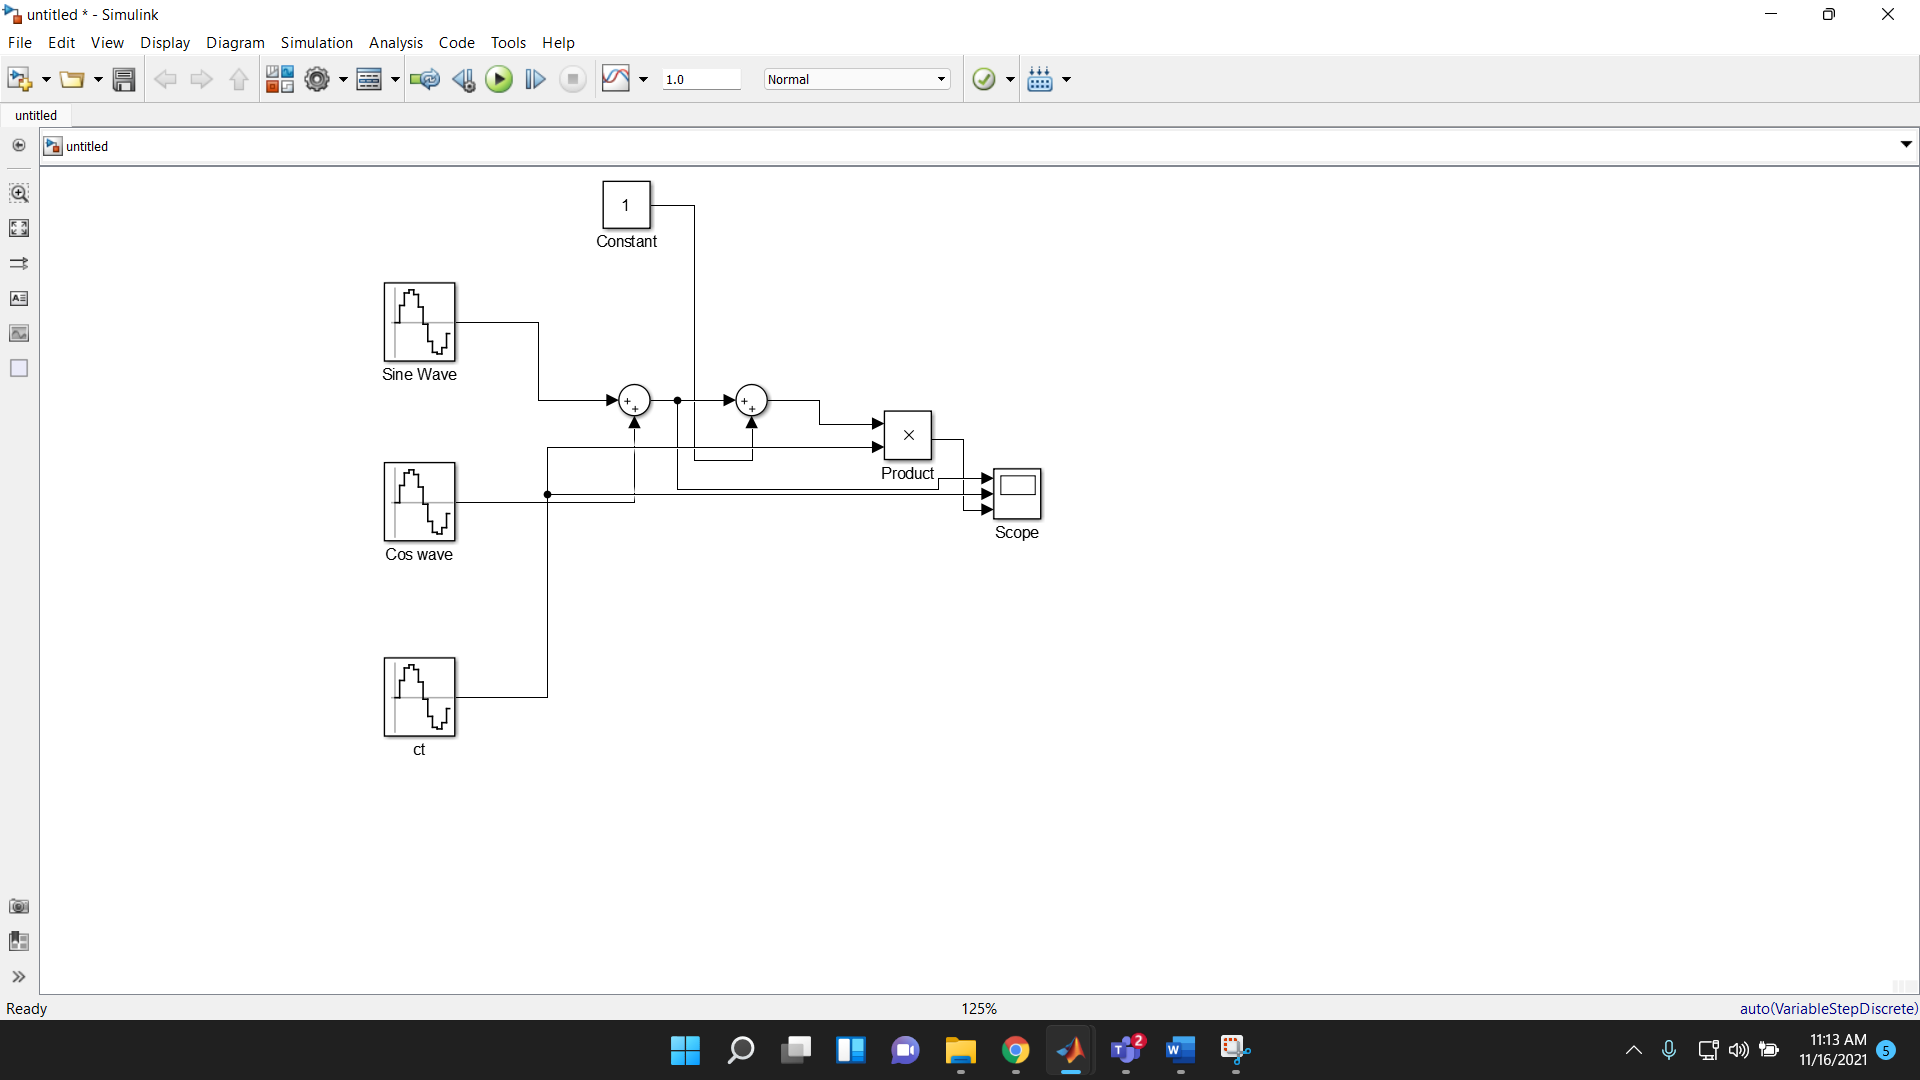 untitled * - Simulink
File Edit View Display Diagram Simulation Analysis Code Tools Help
1.0 Normal
untitled
untitled
1
Constant
Sine Wave
+ + + +
×
Product
Scope
Cos wave
ct
Ready 125% auto(VariableStepDiscrete)
2
11:13 AM
11/16/2021 5